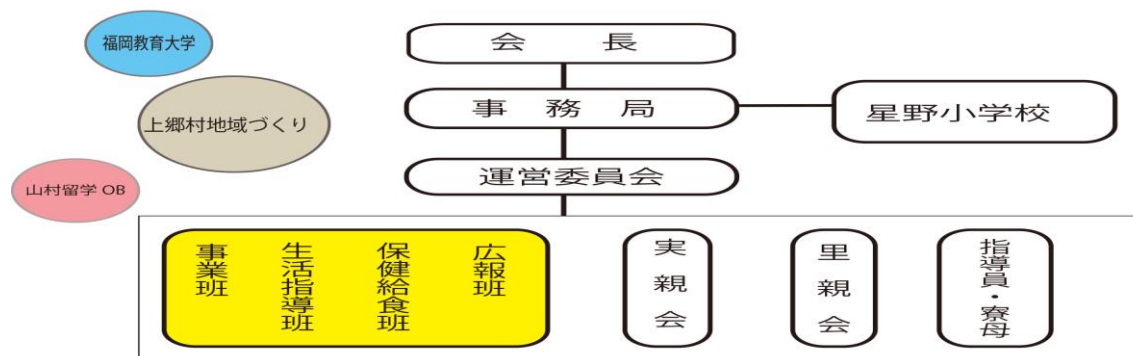 福岡教育大学
会長
上郷村地域づくり
事務局
星野小学校
山村留学 OB
運営委員会
事業班
生活指導班
保健給食班
広報班
実親会
里親会
指導員・寮母